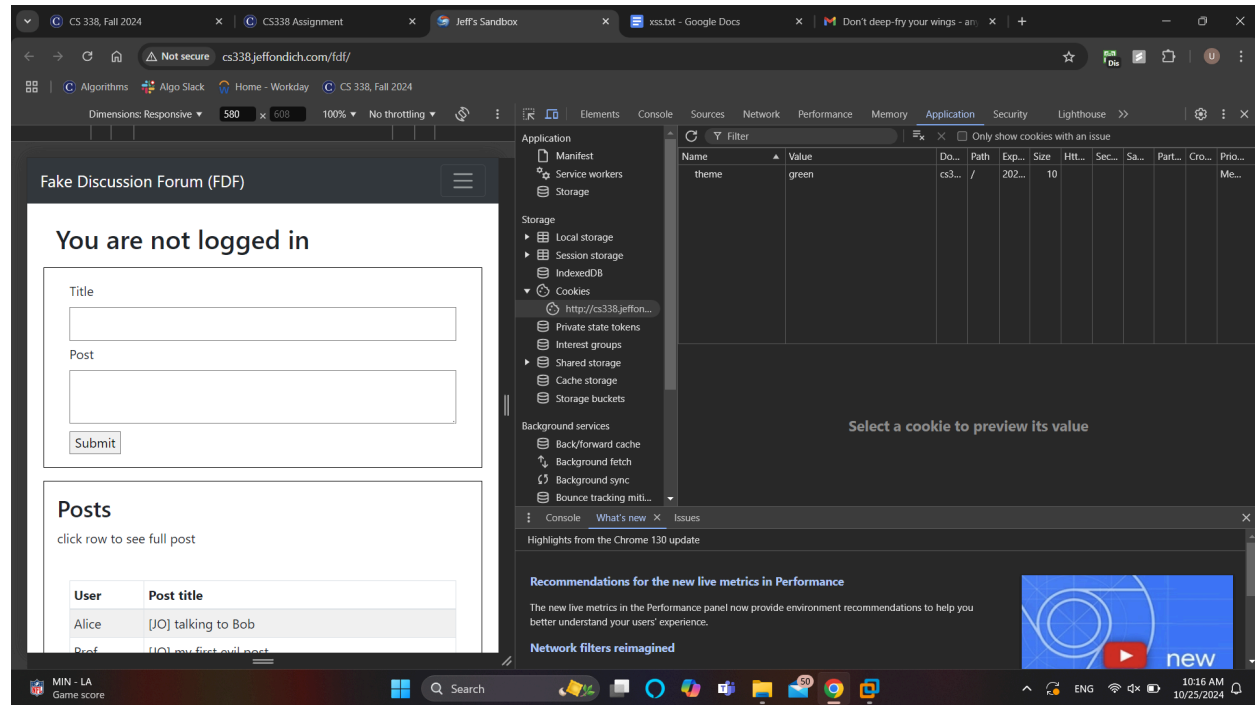 CS 338, Fall 2024
CS338 Assignment
Jeff's Sandbox
xss.txt - Google Docs
Don't deep-fry your wings - an
Not secure cs338.jeffondich.com/fdf/
Dis
U
Algorithms Algo Slack Home - Workday CS 338, Fall 2024
Dimensions: Responsive 580 x 608 100% No throttling
Elements Console Sources Network Performance Memory Application Security Lighthouse
Fake Discussion Forum (FDF)
You are not logged in
Title
Post
Submit
Posts
click row to see full post
User Post title
Alice [JO] talking to Bob
Prof [JO] my first evil post
Application
Manifest
Service workers
Storage
Storage
Local storage
Session storage
IndexedDB
Cookies
http://cs338.jeffon...
Private state tokens
Interest groups
Shared storage
Cache storage
Storage buckets
Background services
Back/forward cache
Background fetch
Background sync
Bounce tracking miti...
Filter Only show cookies with an issue
Name Value Do... Path Exp... Size Htt... Sec... Sa... Part... Cro... Prio...
theme green cs3... / 202... 10 Me...
Select a cookie to preview its value
Console What's new Issues
Highlights from the Chrome 130 update
Recommendations for the new live metrics in Performance
The new live metrics in the Performance panel now provide environment recommendations to help you
better understand your users' experience.
Network filters reimagined
new
MIN - LA
Game score
Search
50
ENG
10:16 AM
10/25/2024